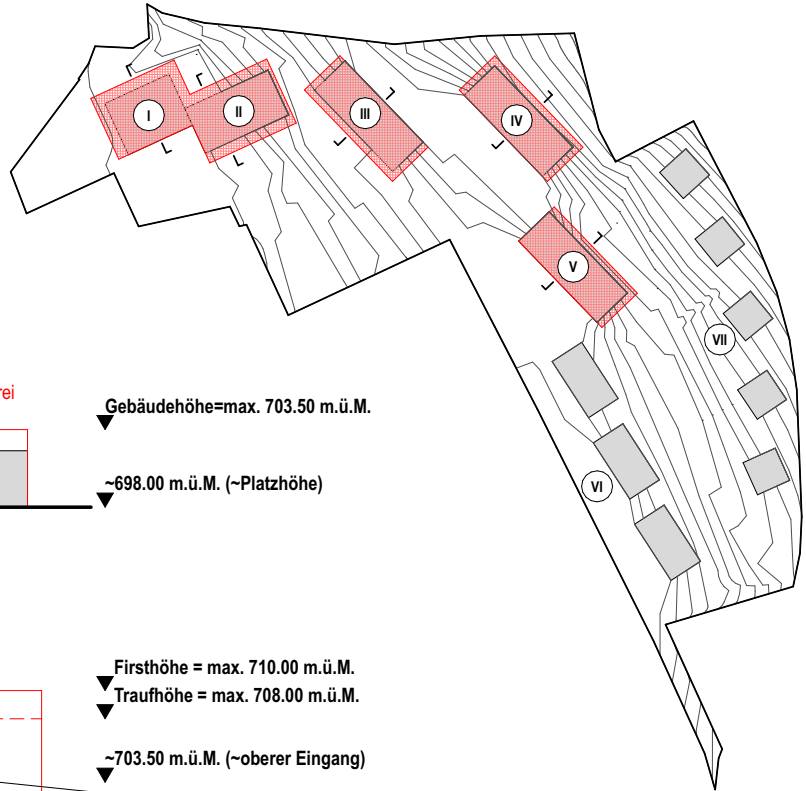 I
II
III
IV
V
VII
VI
rei
Gebäudehöhe=max. 703.50 m.ü.M.
~698.00 m.ü.M. (~Platzhöhe)
Firsthöhe = max. 710.00 m.ü.M.
Traufhöhe = max. 708.00 m.ü.M.
~703.50 m.ü.M. (~oberer Eingang)